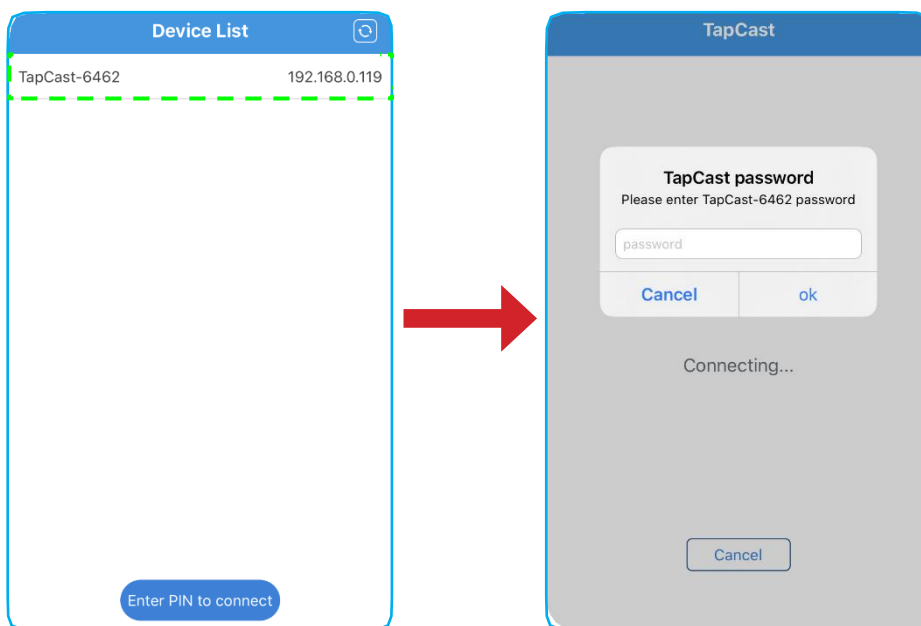 Device List
TapCast-6462 192.168.0.119
Enter PIN to connect
TapCast
TapCast password
Please enter TapCast-6462 password
password
Cancel ok
Connecting...
Cancel